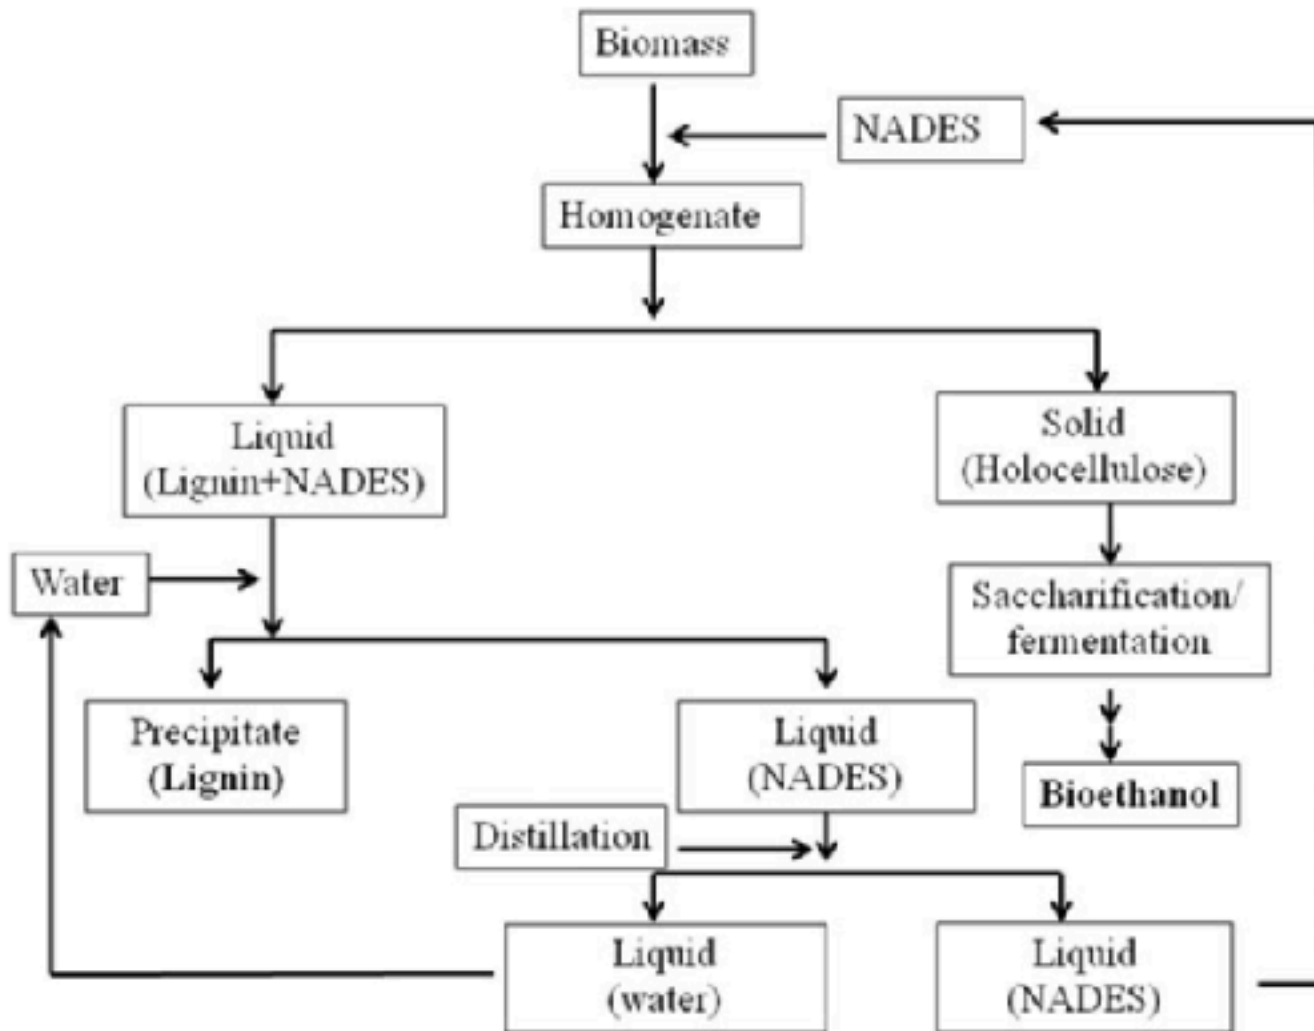 Biomass
NADES
Homogenate
Liquid
(Lignin+NADES)
Solid
(Holocellulose)
Water
Saccharification/
fermentation
Precipitate
(Lignin)
Liquid
(NADES)
Bioethanol
Distillation
Liquid
(water)
Liquid
(NADES)